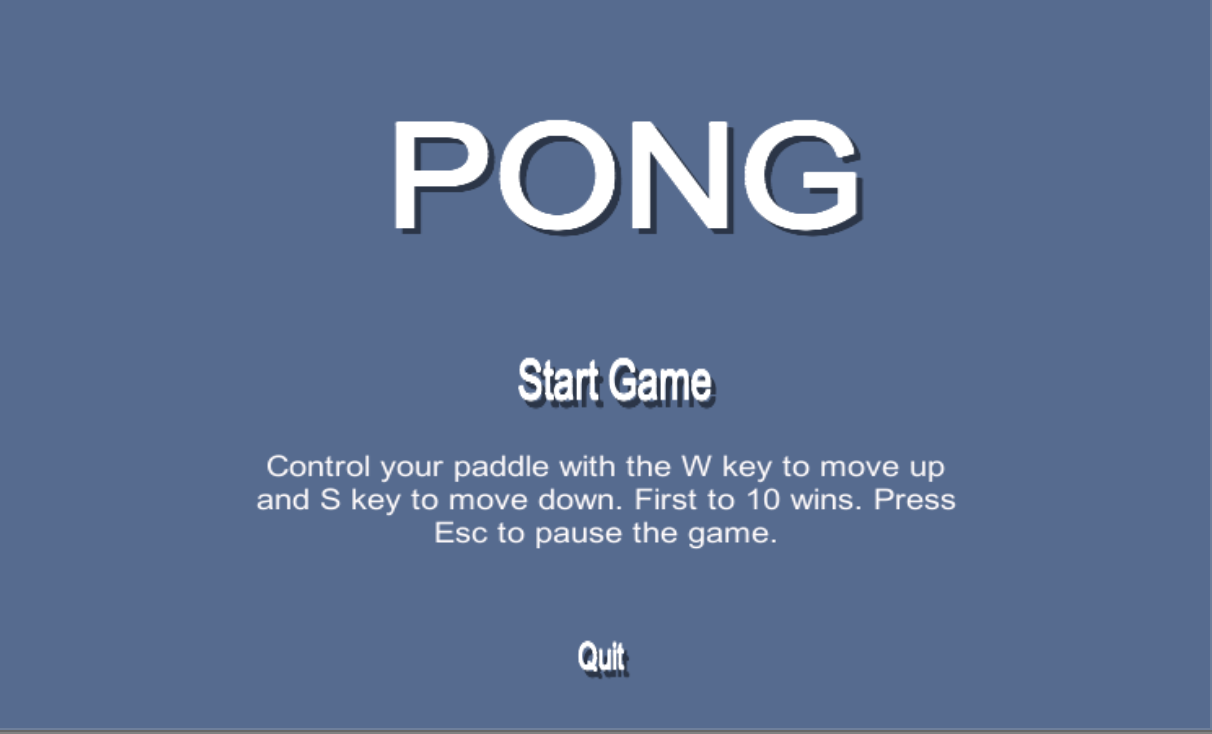 PONG
Start Game
Control your paddle with the W key to move up
and S key to move down. First to 10 wins. Press
Esc to pause the game.
Quit